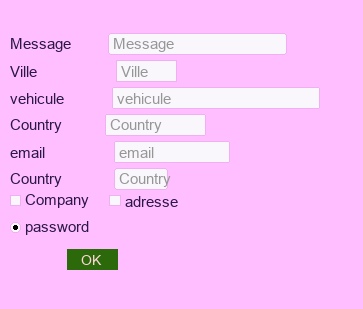 Message Message
Ville Ville
vehicule vehicule
Country Country
email email
Country Country
Company adresse
password
OK